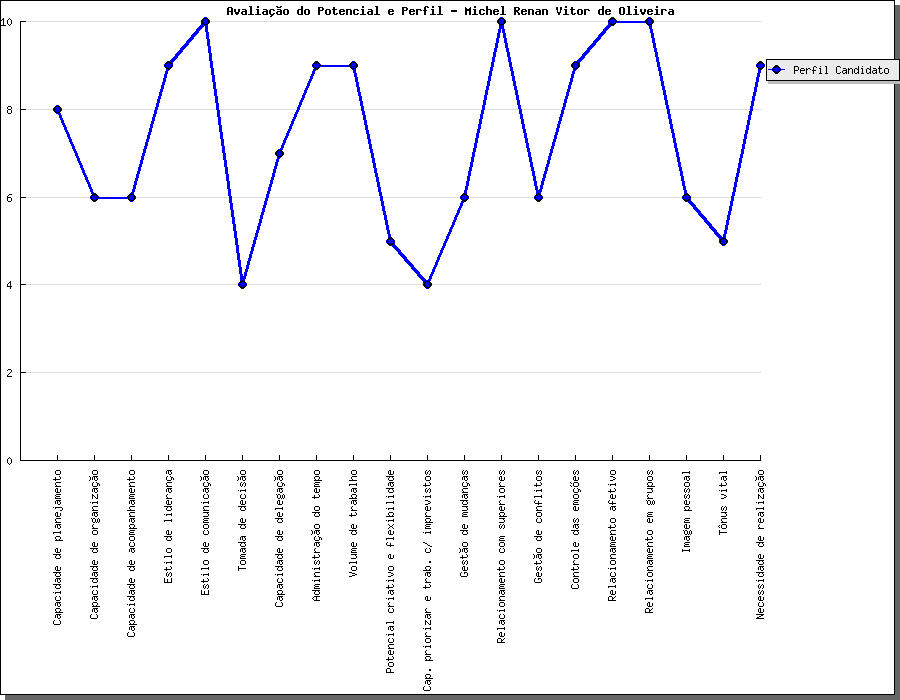 Avaliação do Potencial e Perfil - Michel Renan Vitor de Oliveira
10
8
6
4
2
0
Perfil Candidato
Capacidade de planejamento
Capacidade de organização
Capacidade de acompanhamento
Estilo de liderança
Estilo de comunicação
Tomada de decisão
Capacidade de delegação
Administração do tempo
Volume de trabalho
Potencial criativo e flexibilidade
Cap. priorizar e trab. c/ imprevistos
Gestão de mudanças
Relacionamento com superiores
Gestão de conflitos
Controle das emoções
Relacionamento afetivo
Relacionamento em grupos
Imagem pessoal
Tônus vital
Necessidade de realização